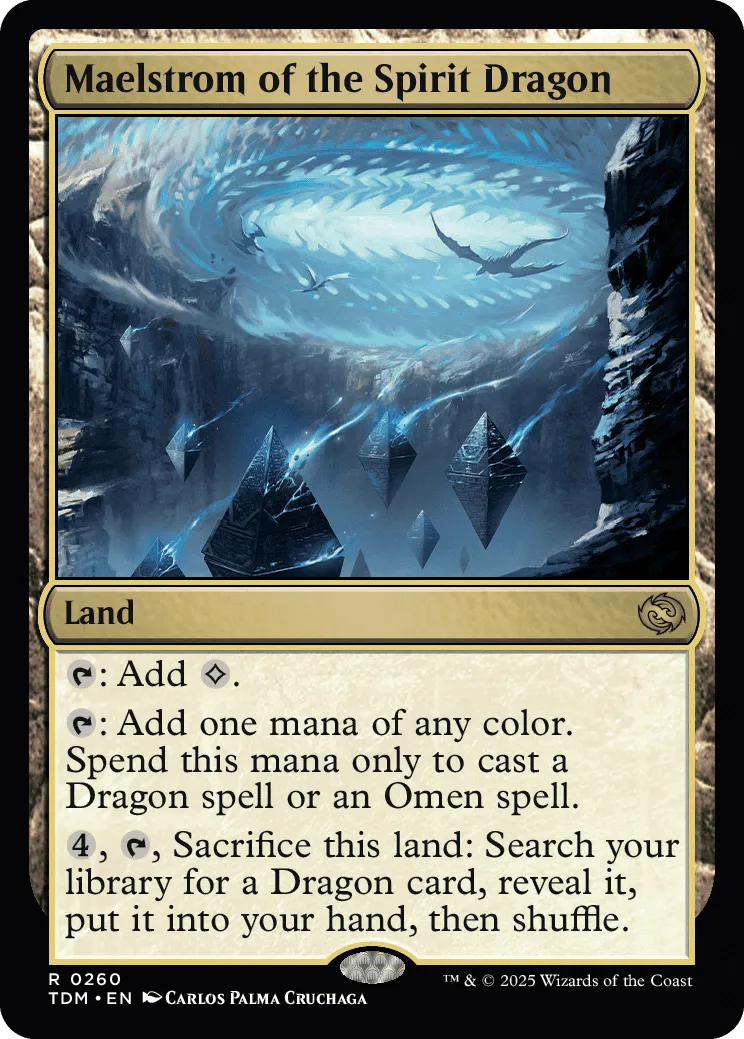 Maelstrom of the Spirit Dragon
Land
: Add .
: Add one mana of any color.
Spend this mana only to cast a
Dragon spell or an Omen spell.
4, , Sacrifice this land: Search your
library for a Dragon card, reveal it,
put it into your hand, then shuffle.
R 0260
TDM • EN Carlos Palma Cruchaga
™ & © 2025 Wizards of the Coast